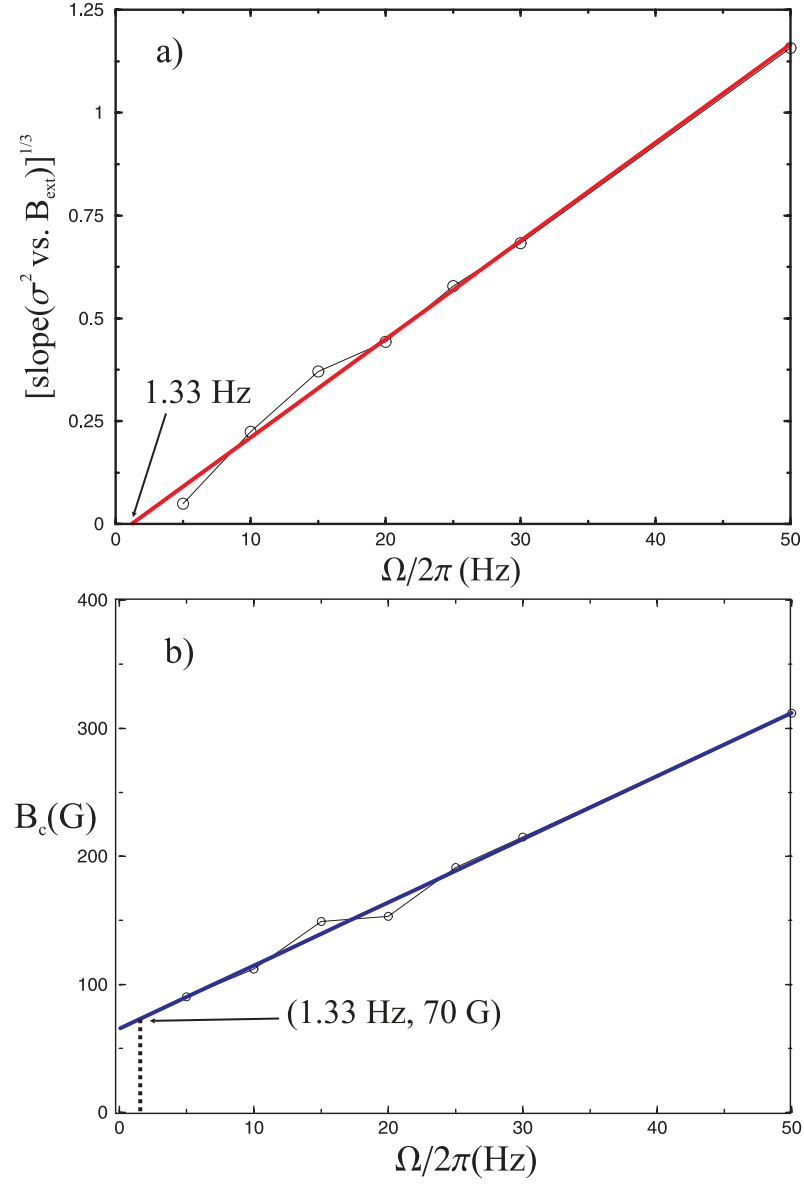 a)
1.25
1
0.75
0.5
0.25
0
[slope(σ² vs. B_ext)]^1/3
1.33 Hz
0 10 20 30 40 50
Ω/2π (Hz)
b)
400
300
200
100
0
B_c(G)
(1.33 Hz, 70 G)
0 10 20 30 40 50
Ω/2π(Hz)